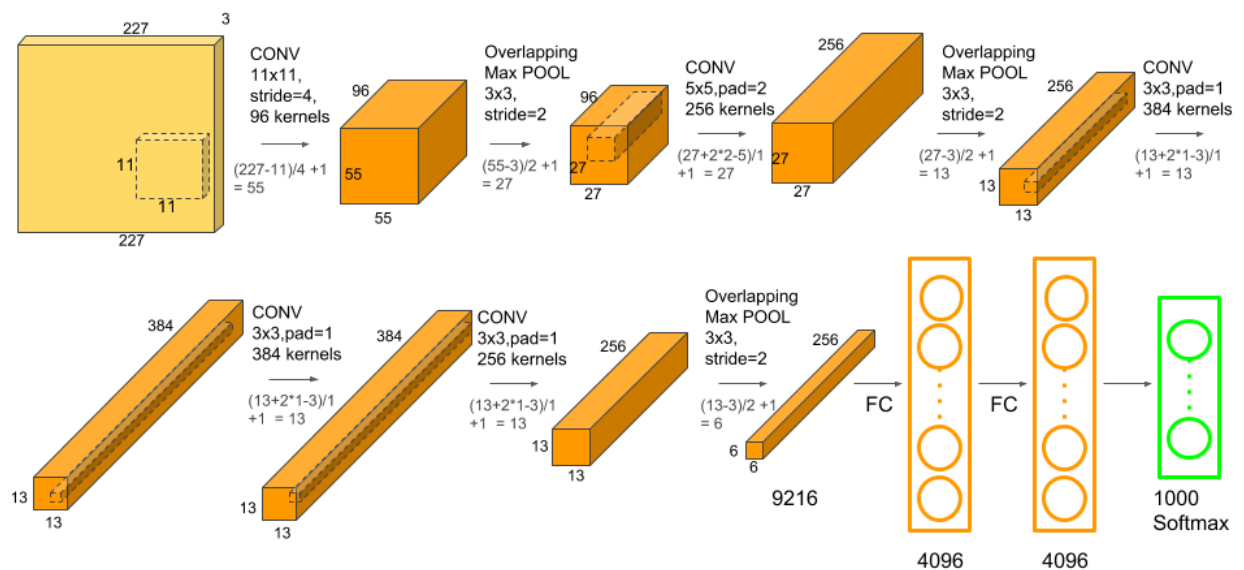 227
3
11
11
227
CONV
11x11,
stride=4,
96 kernels
(227-11)/4 +1
= 55
96
55
55
Overlapping
Max POOL
3x3,
stride=2
(55-3)/2 +1
= 27
96
27
27
CONV
5x5,pad=2
256 kernels
(27+2*2-5)/1
+1 = 27
256
27
27
Overlapping
Max POOL
3x3,
stride=2
(27-3)/2 +1
= 13
256
13
13
CONV
3x3,pad=1
384 kernels
(13+2*1-3)/1
+1 = 13
384
13
13
CONV
3x3,pad=1
384 kernels
(13+2*1-3)/1
+1 = 13
384
13
13
CONV
3x3,pad=1
256 kernels
(13+2*1-3)/1
+1 = 13
256
13
13
Overlapping
Max POOL
3x3,
stride=2
(13-3)/2 +1
= 6
256
6
6
9216
FC
4096
FC
4096
1000
Softmax